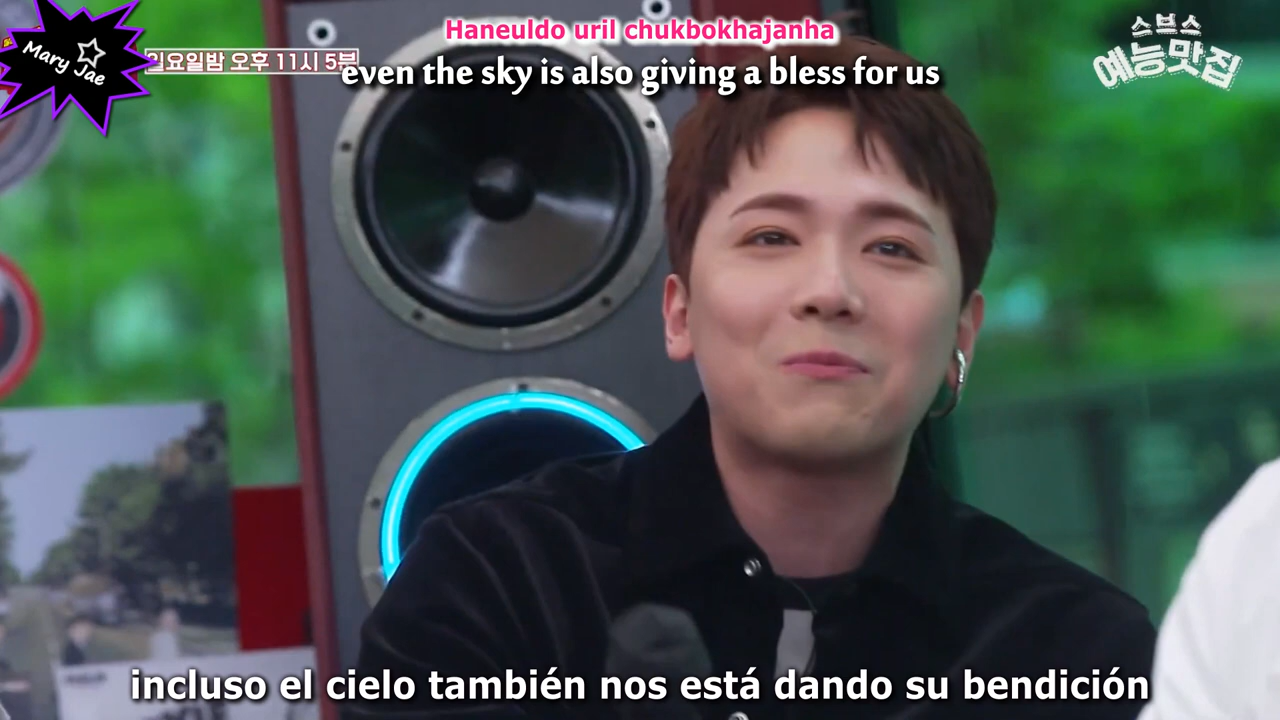 Haneuldo uril chukbokhajanha
even the sky is also giving a bless for us
Mary Jae
일요일밤 오후 11시 5분
스브스
예능맛집
incluso el cielo también nos está dando su bendición